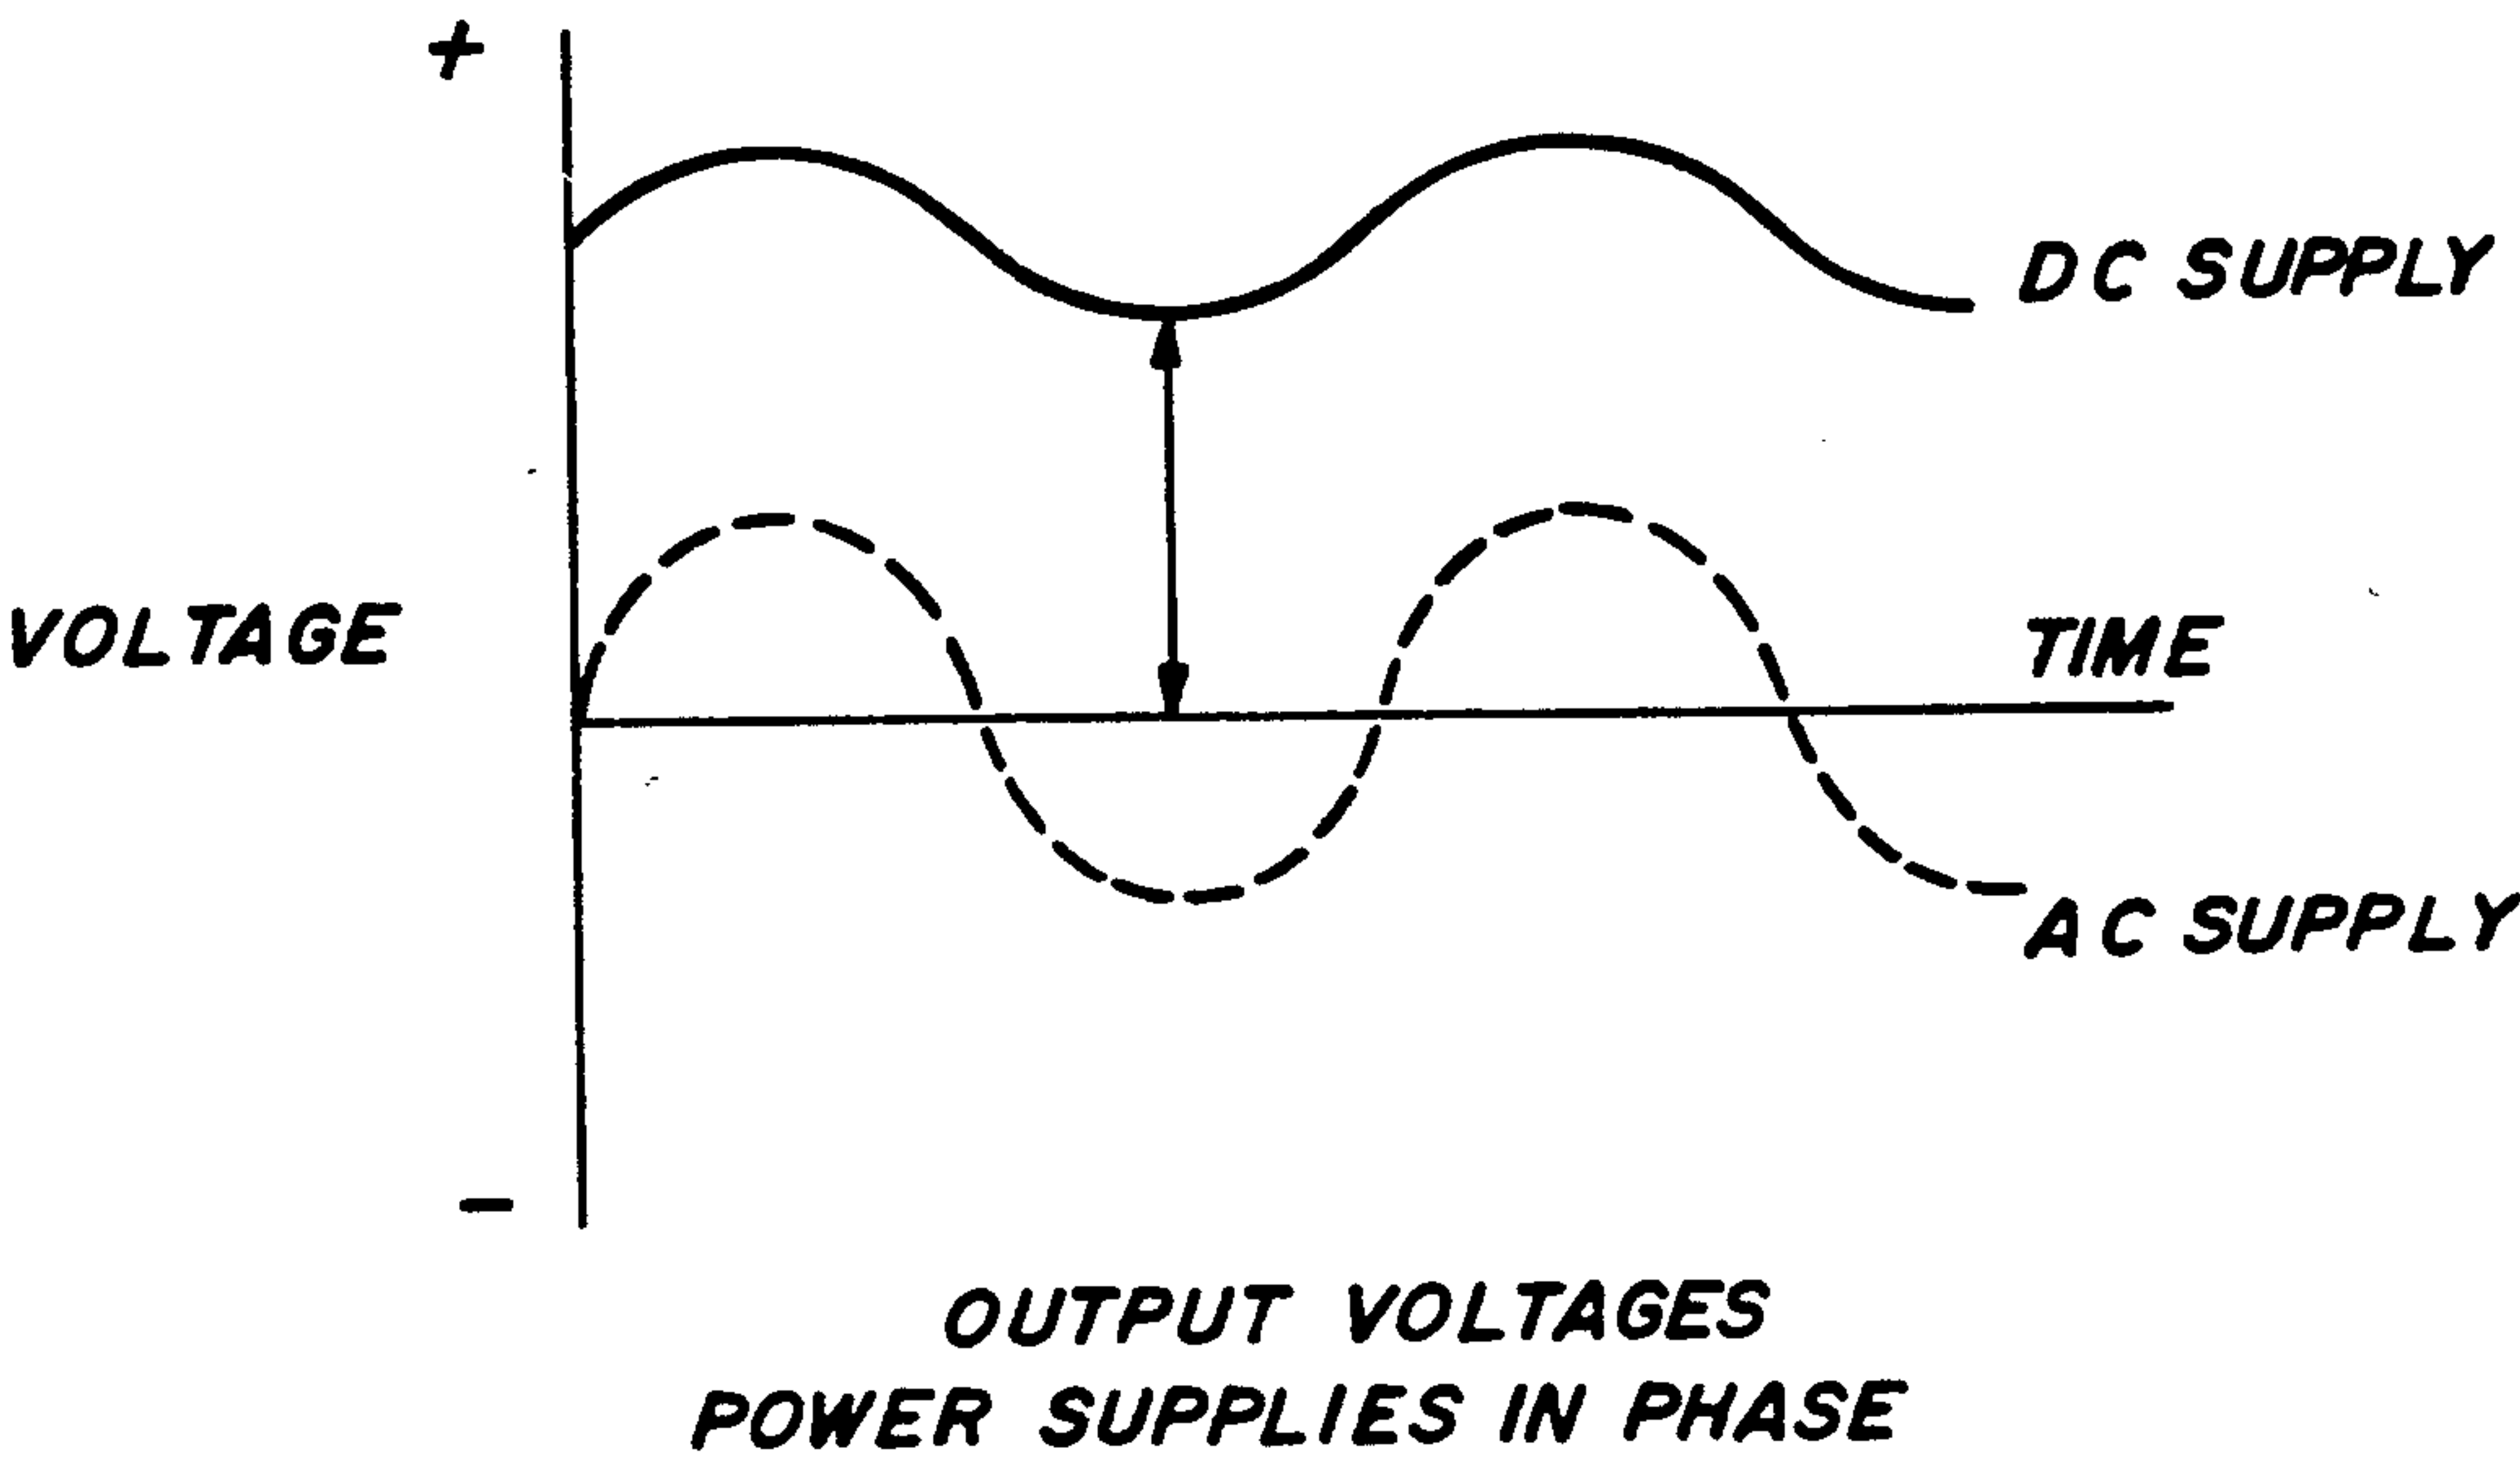 +
DC SUPPLY
VOLTAGE
TIME
AC SUPPLY
−
OUTPUT VOLTAGES
POWER SUPPLIES IN PHASE